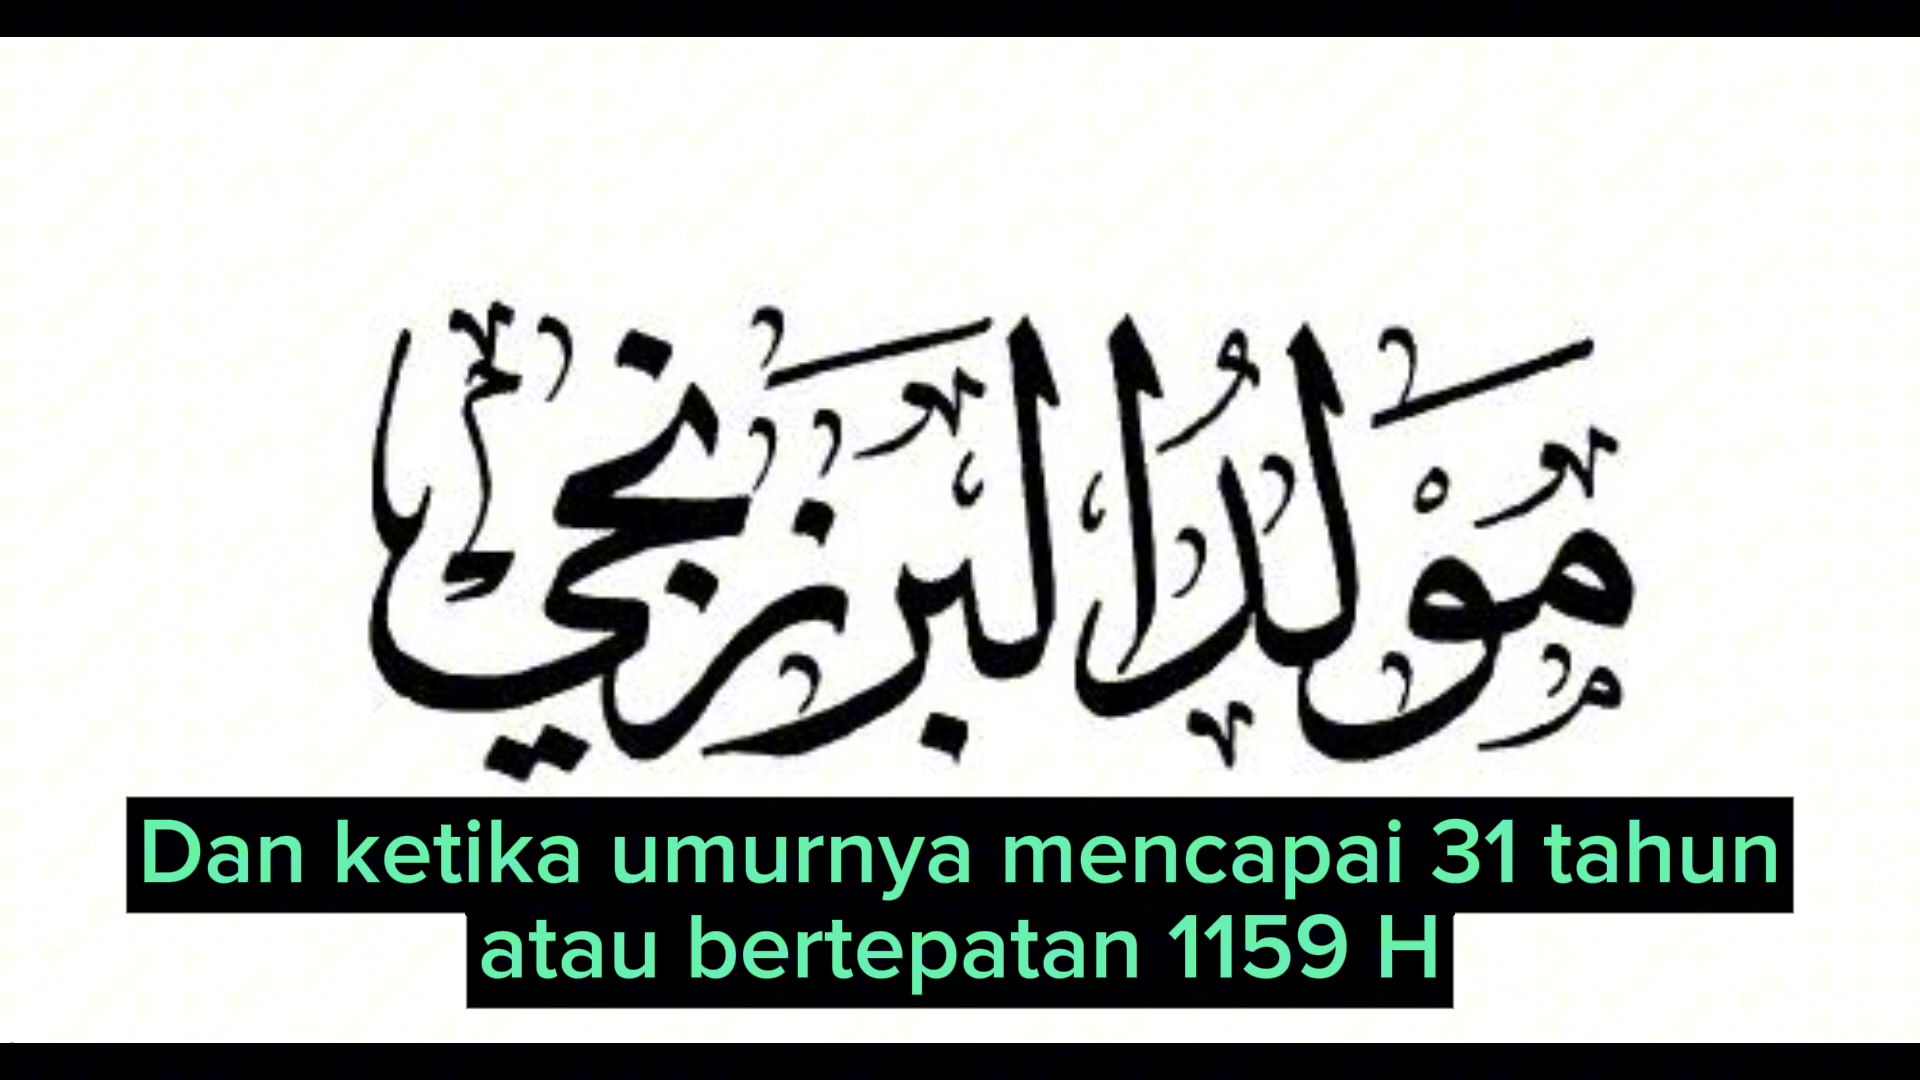 مَوْلِدُ الْبَرْزَنْجِيِّ
Dan ketika umurnya mencapai 31 tahun
atau bertepatan 1159 H